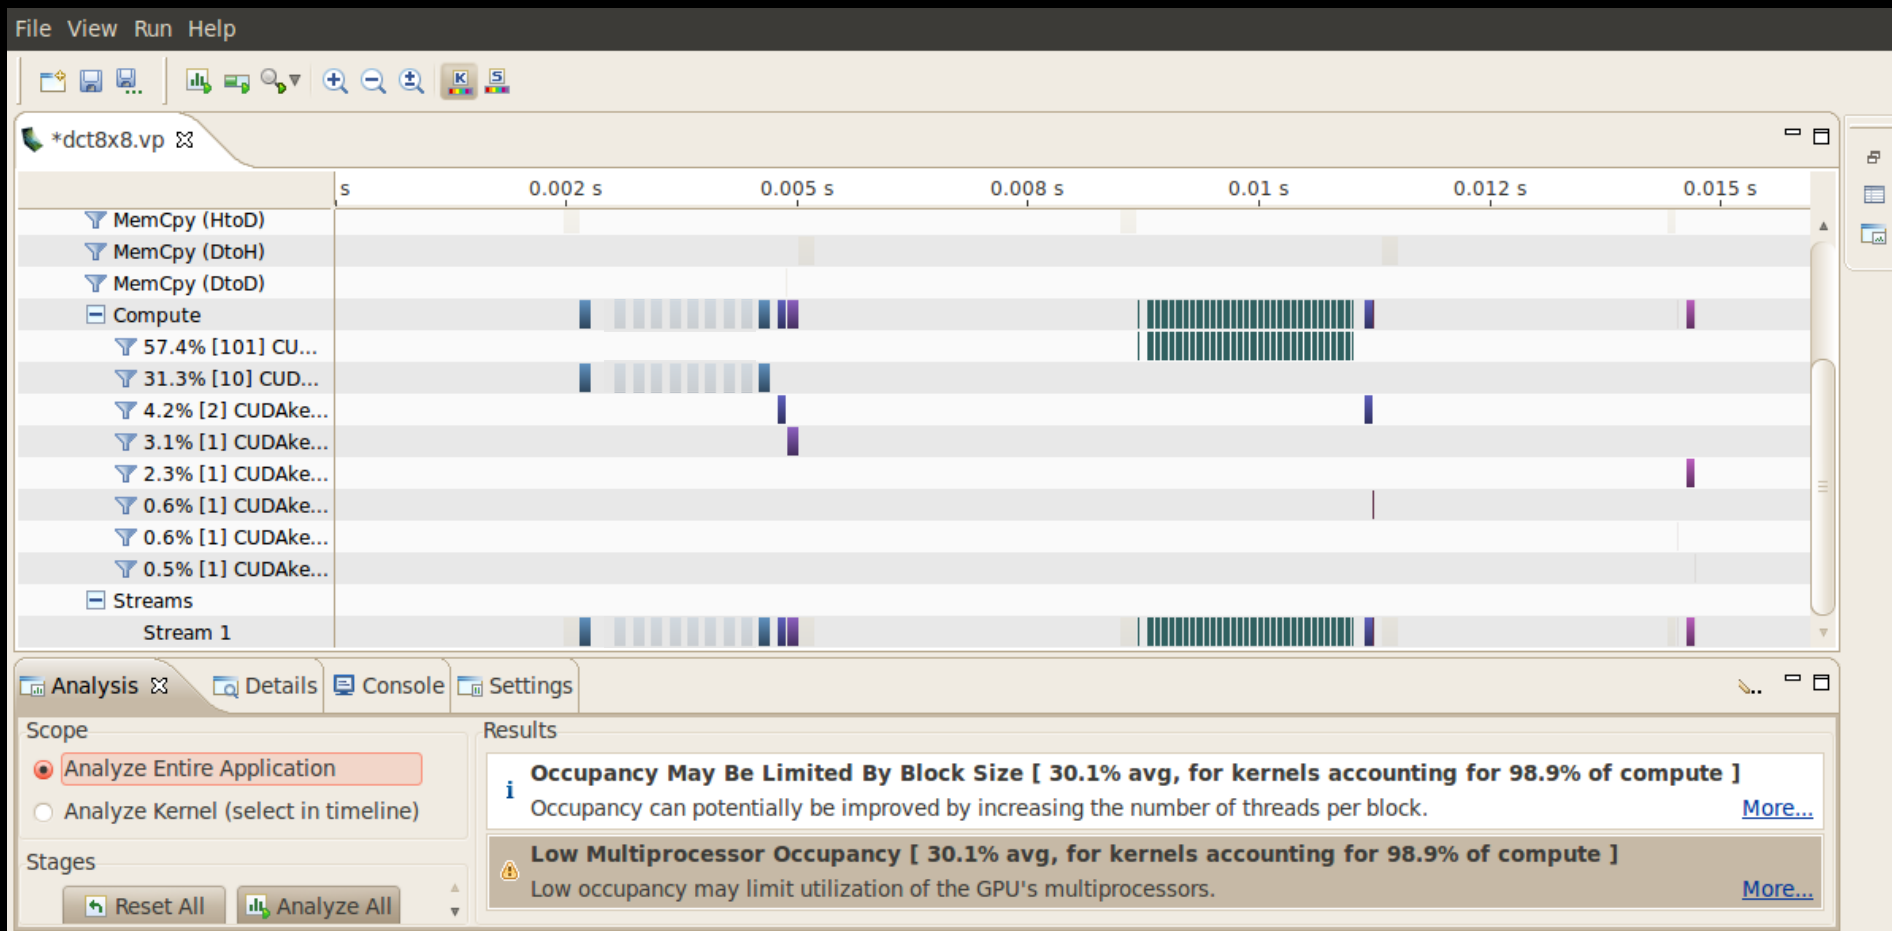 File View Run Help
*dct8x8.vp
s 0.002 s 0.005 s 0.008 s 0.01 s 0.012 s 0.015 s
MemCpy (HtoD)
MemCpy (DtoH)
MemCpy (DtoD)
Compute
57.4% [101] CU...
31.3% [10] CUD...
4.2% [2] CUDAke...
3.1% [1] CUDAke...
2.3% [1] CUDAke...
0.6% [1] CUDAke...
0.6% [1] CUDAke...
0.5% [1] CUDAke...
Streams
Stream 1
Analysis Details Console Settings
Scope
Analyze Entire Application
Analyze Kernel (select in timeline)
Stages
Reset All Analyze All
Results
Occupancy May Be Limited By Block Size [ 30.1% avg, for kernels accounting for 98.9% of compute ]
Occupancy can potentially be improved by increasing the number of threads per block. More...
Low Multiprocessor Occupancy [ 30.1% avg, for kernels accounting for 98.9% of compute ]
Low occupancy may limit utilization of the GPU's multiprocessors. More...